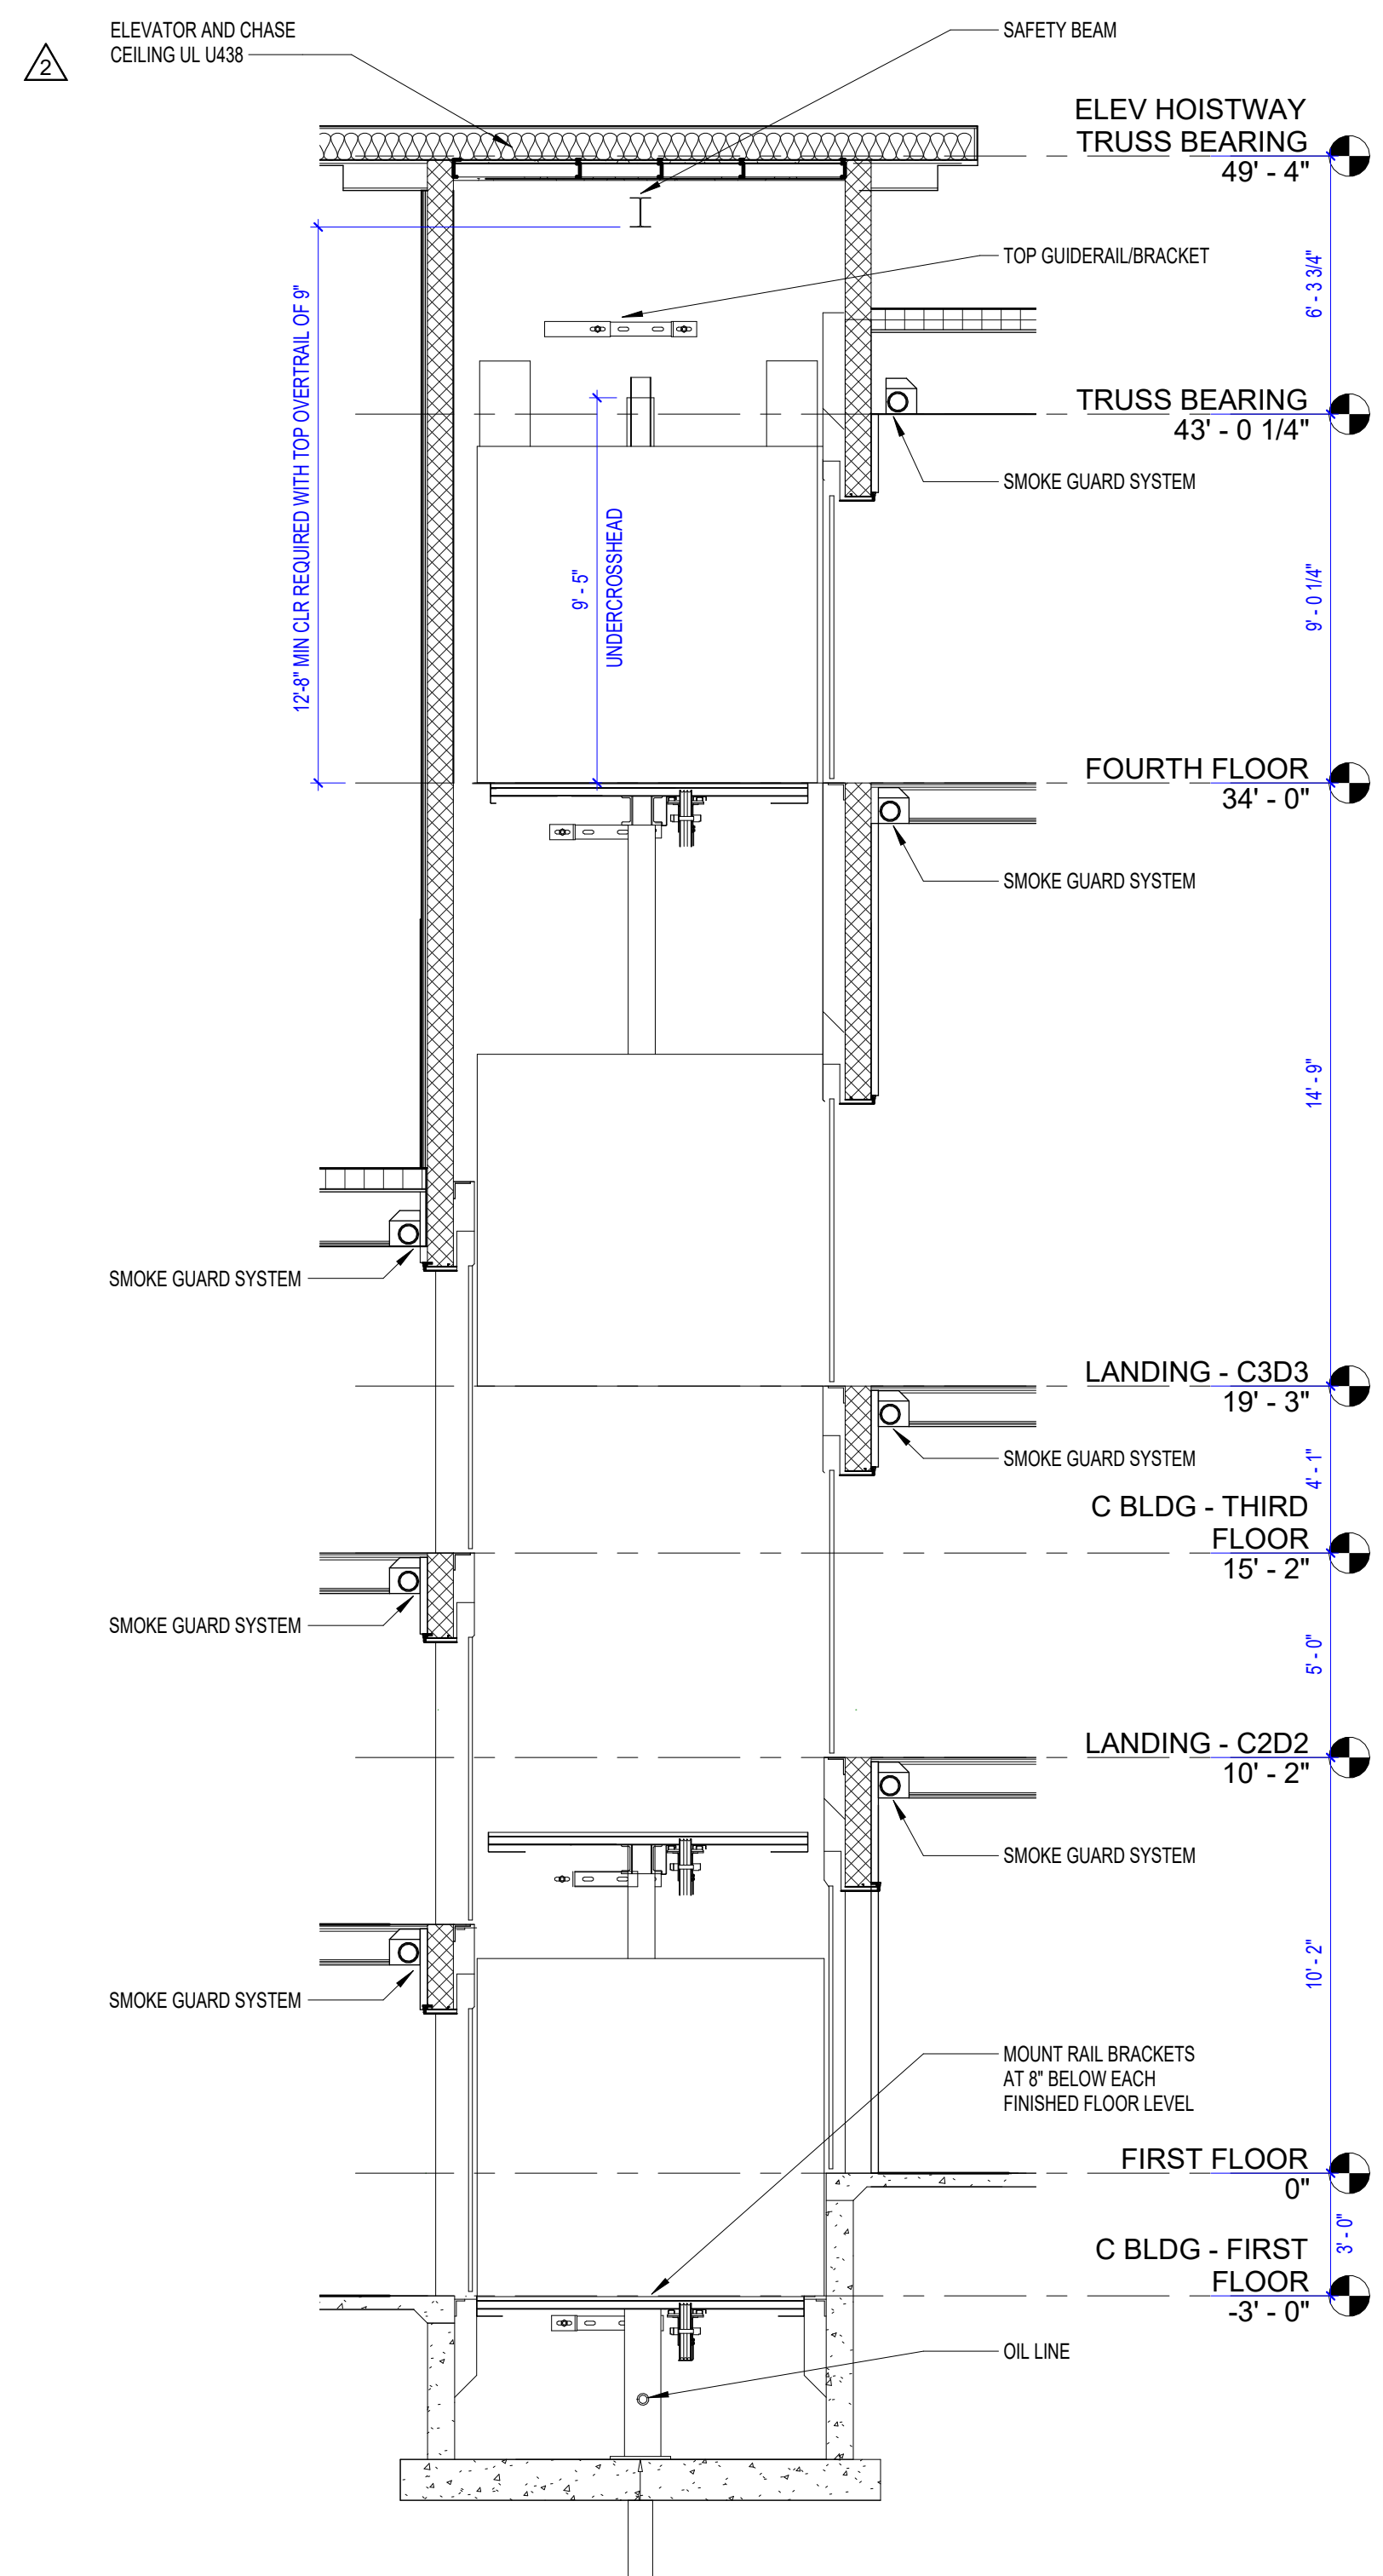 ELEVATOR AND CHASE
CEILING UL U438
2
SAFETY BEAM
ELEV HOISTWAY
TRUSS BEARING
49' - 4"
6' - 3 3/4"
TOP GUIDERAIL/BRACKET
12'-8" MIN CLR REQUIRED WITH TOP OVERTRAIL OF 9"
TRUSS BEARING
43' - 0 1/4"
SMOKE GUARD SYSTEM
9' - 5"
UNDERCROSSHEAD
9' - 0 1/4"
FOURTH FLOOR
34' - 0"
SMOKE GUARD SYSTEM
14' - 9"
SMOKE GUARD SYSTEM
LANDING - C3D3
19' - 3"
SMOKE GUARD SYSTEM
4' - 1"
C BLDG - THIRD
FLOOR
15' - 2"
SMOKE GUARD SYSTEM
5' - 0"
LANDING - C2D2
10' - 2"
SMOKE GUARD SYSTEM
10' - 2"
SMOKE GUARD SYSTEM
MOUNT RAIL BRACKETS
AT 8" BELOW EACH
FINISHED FLOOR LEVEL
FIRST FLOOR
0"
3' - 0"
C BLDG - FIRST
FLOOR
-3' - 0"
OIL LINE